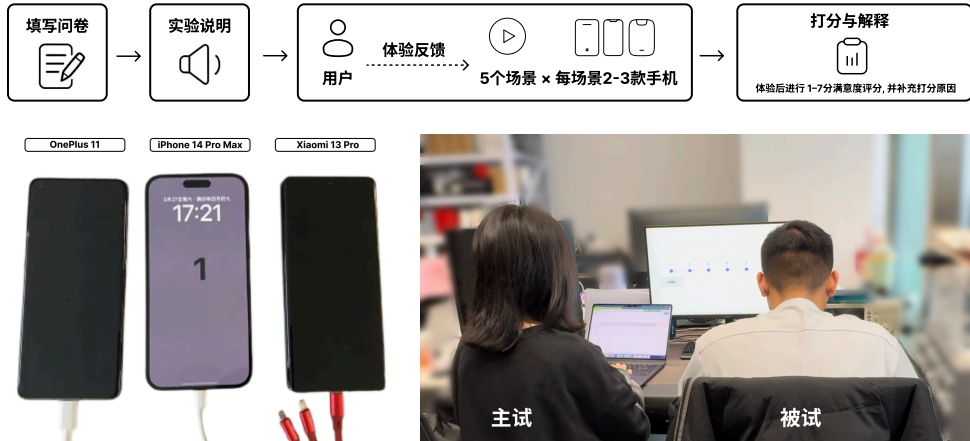 填写问卷
实验说明
体验反馈
用户
5个场景 × 每场景2-3款手机
打分与解释
体验后进行 1-7分满意度评分, 并补充打分原因
OnePlus 11
iPhone 14 Pro Max
Xiaomi 13 Pro
17:21
1
主试
被试